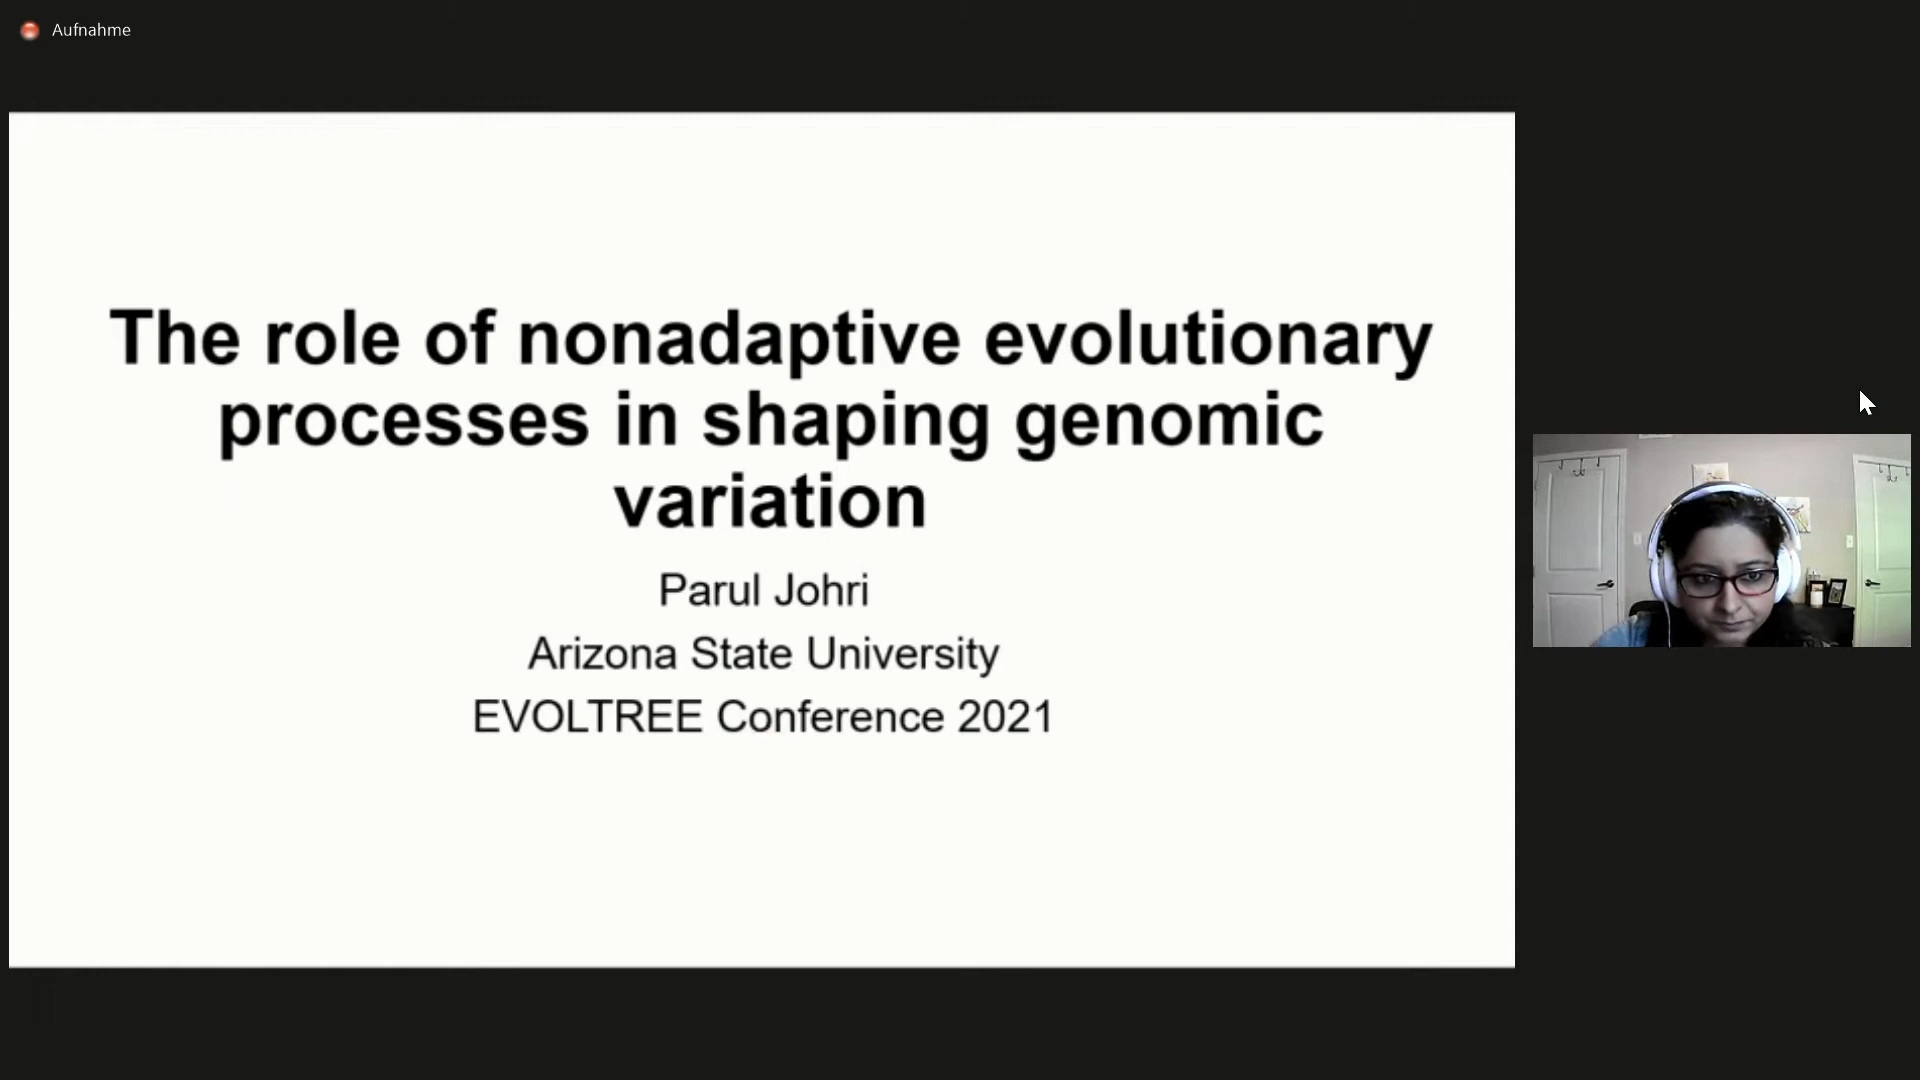 Aufnahme
The role of nonadaptive evolutionary
processes in shaping genomic
variation
Parul Johri
Arizona State University
EVOLTREE Conference 2021